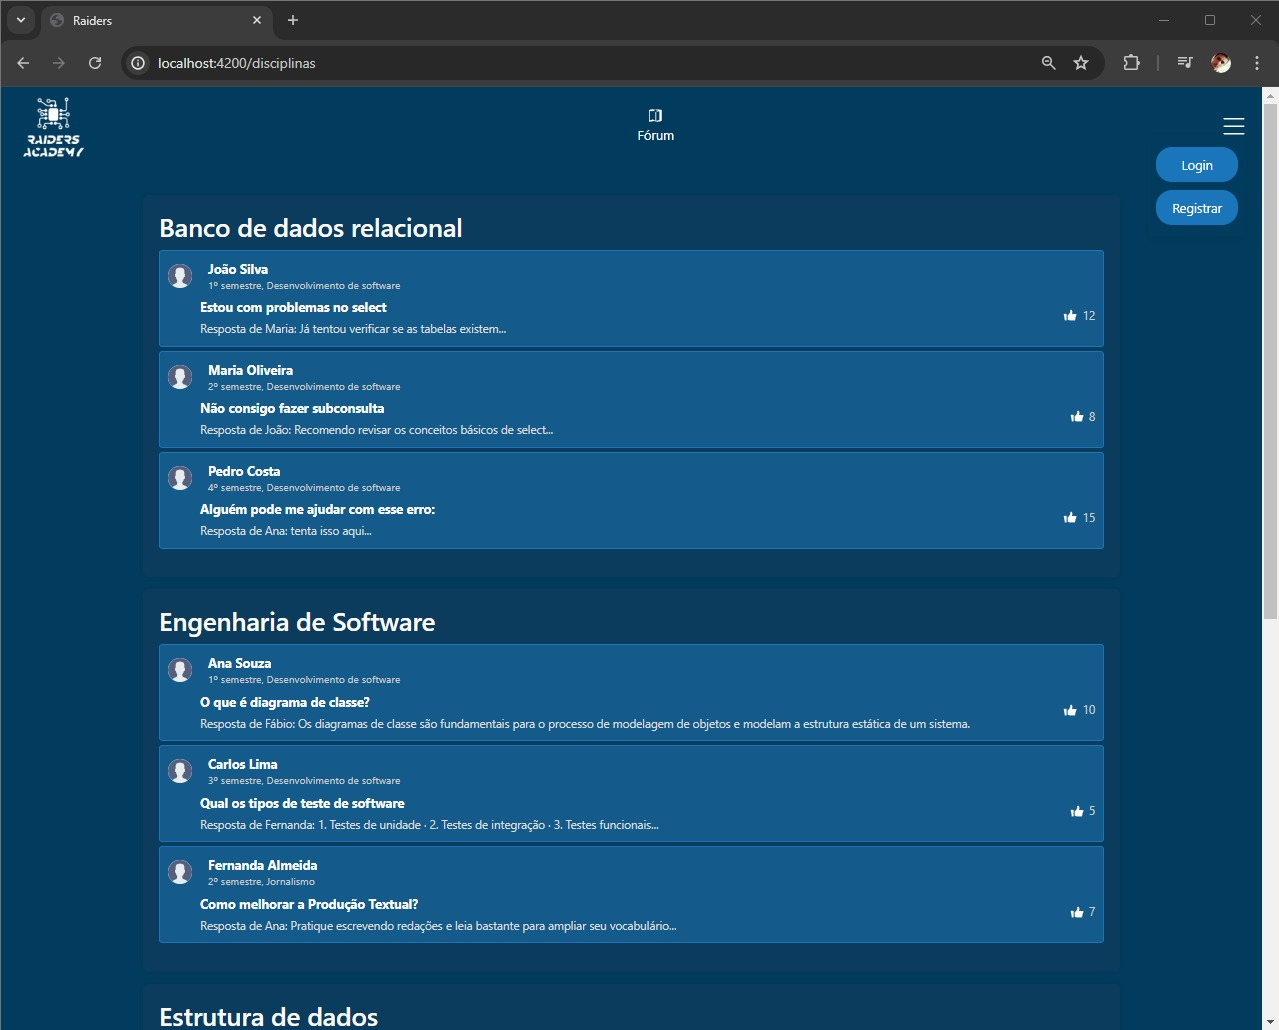 Raiders
localhost:4200/disciplinas
RAIDERS
ACADEMY
Fórum
Login
Registrar
Banco de dados relacional
João Silva
1º semestre, Desenvolvimento de software
Estou com problemas no select
Resposta de Maria: Já tentou verificar se as tabelas existem...
12
Maria Oliveira
2º semestre, Desenvolvimento de software
Não consigo fazer subconsulta
Resposta de João: Recomendo revisar os conceitos básicos de select...
8
Pedro Costa
4º semestre, Desenvolvimento de software
Alguém pode me ajudar com esse erro:
Resposta de Ana: tenta isso aqui...
15
Engenharia de Software
Ana Souza
1º semestre, Desenvolvimento de software
O que é diagrama de classe?
Resposta de Fábio: Os diagramas de classe são fundamentais para o processo de modelagem de objetos e modelam a estrutura estática de um sistema.
10
Carlos Lima
3º semestre, Desenvolvimento de software
Qual os tipos de teste de software
Resposta de Fernanda: 1. Testes de unidade · 2. Testes de integração · 3. Testes funcionais...
5
Fernanda Almeida
2º semestre, Jornalismo
Como melhorar a Produção Textual?
Resposta de Ana: Pratique escrevendo redações e leia bastante para ampliar seu vocabulário...
7
Estrutura de dados